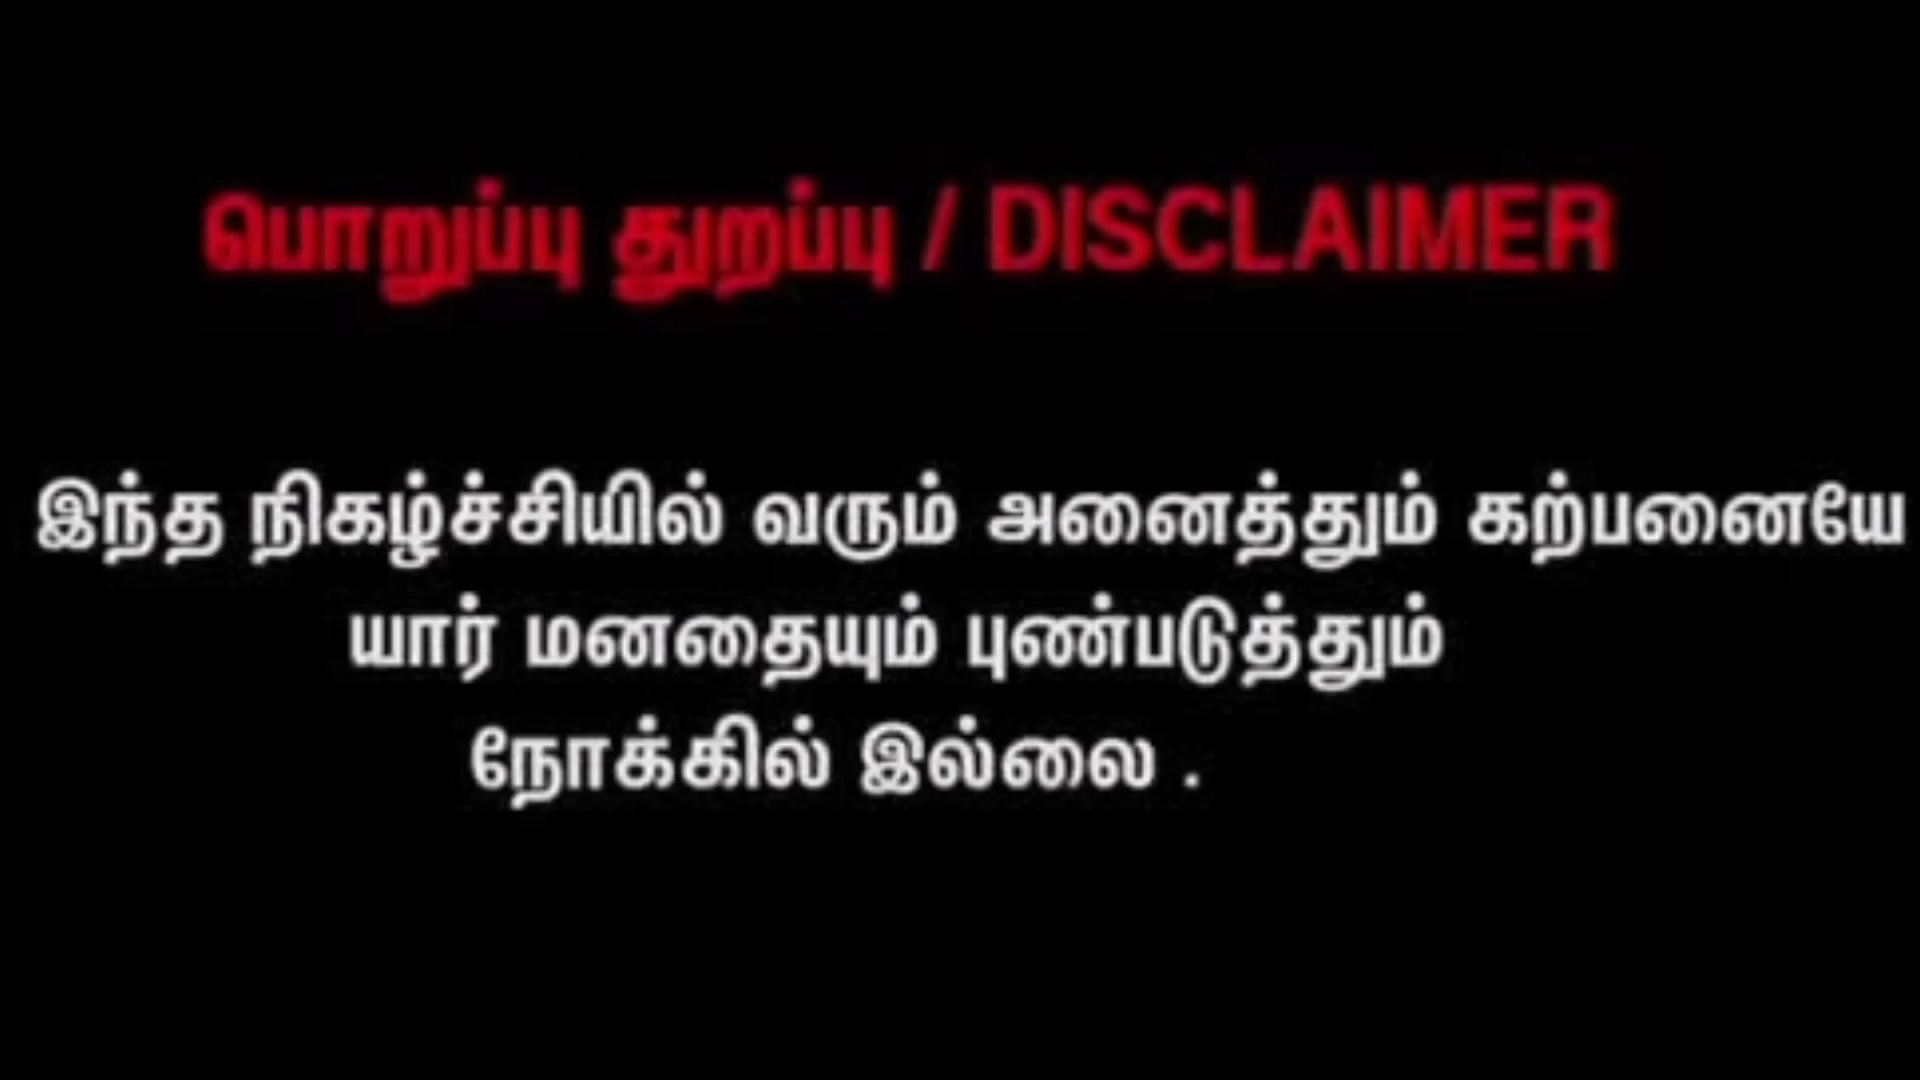 பொறுப்பு துறப்பு / DISCLAIMER
இந்த நிகழ்ச்சியில் வரும் அனைத்தும் கற்பனையே
யார் மனதையும் புண்படுத்தும்
நோக்கில் இல்லை .